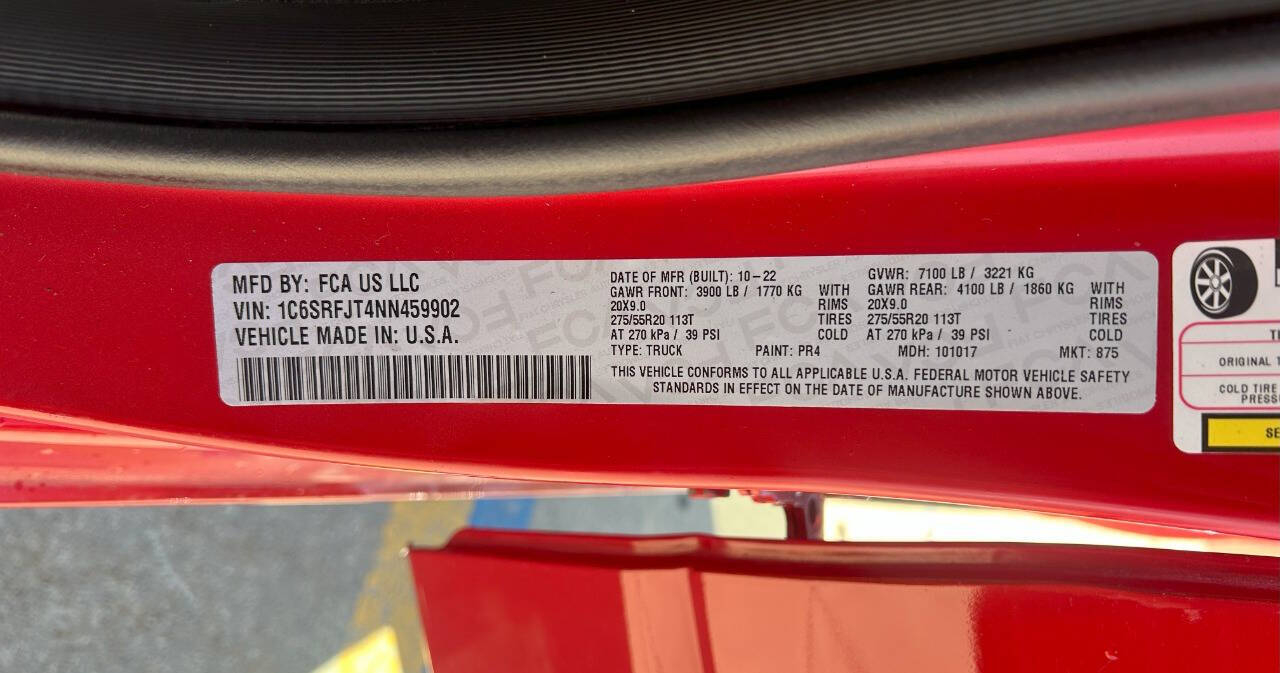 MFD BY: FCA US LLC
VIN: 1C6SRFJT4NN459902
VEHICLE MADE IN: U.S.A.
DATE OF MFR (BUILT): 10-22 GVWR: 7100 LB / 3221 KG
GAWR FRONT: 3900 LB / 1770 KG WITH GAWR REAR: 4100 LB / 1860 KG WITH
20X9.0 RIMS 20X9.0 RIMS
275/55R20 113T TIRES 275/55R20 113T TIRES
AT 270 kPa / 39 PSI COLD AT 270 kPa / 39 PSI COLD
TYPE: TRUCK PAINT: PR4 MDH: 101017 MKT: 875
THIS VEHICLE CONFORMS TO ALL APPLICABLE U.S.A. FEDERAL MOTOR VEHICLE SAFETY
STANDARDS IN EFFECT ON THE DATE OF MANUFACTURE SHOWN ABOVE.
ORIGINAL
COLD TIRE